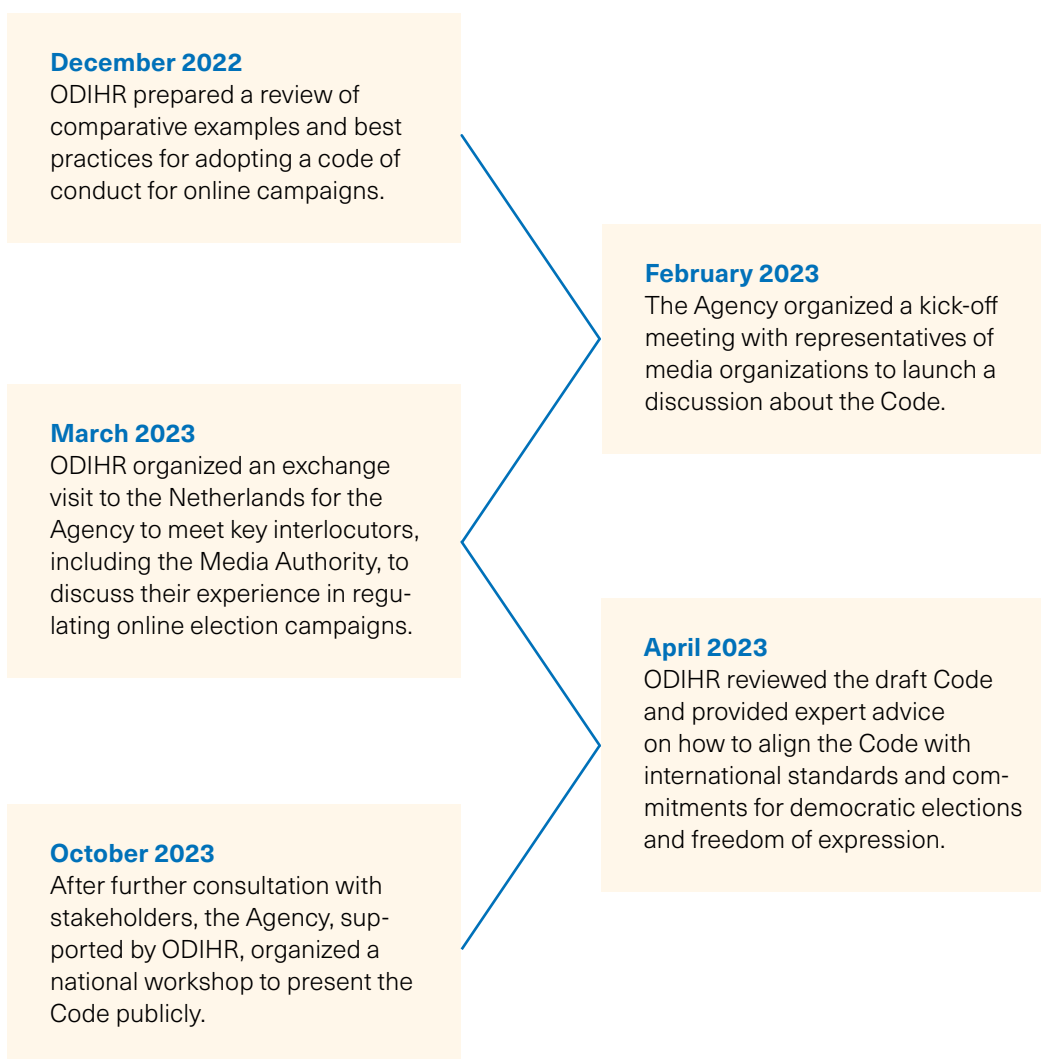 December 2022
ODIHR prepared a review of
comparative examples and best
practices for adopting a code of
conduct for online campaigns.
February 2023
The Agency organized a kick-off
meeting with representatives of
media organizations to launch a
discussion about the Code.
March 2023
ODIHR organized an exchange
visit to the Netherlands for the
Agency to meet key interlocutors,
including the Media Authority, to
discuss their experience in regu-
lating online election campaigns.
April 2023
ODIHR reviewed the draft Code
and provided expert advice
on how to align the Code with
international standards and com-
mitments for democratic elections
and freedom of expression.
October 2023
After further consultation with
stakeholders, the Agency, sup-
ported by ODIHR, organized a
national workshop to present the
Code publicly.